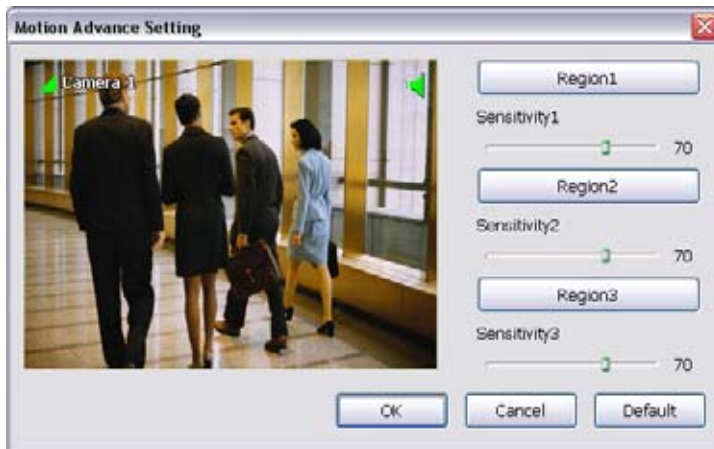 Motion Advance Setting
Camera 1
Region1
Sensitivity1
70
Region2
Sensitivity2
70
Region3
Sensitivity3
70
OK
Cancel
Default